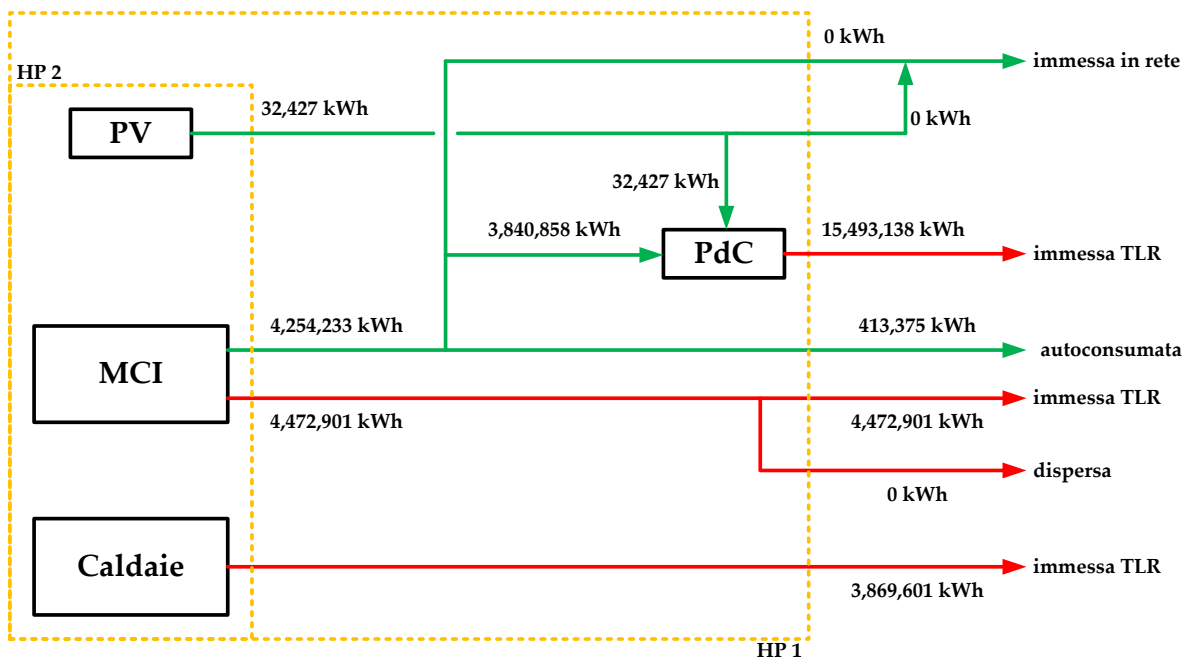 0 kWh
immessa in rete
HP 2
32,427 kWh
PV
0 kWh
32,427 kWh
3,840,858 kWh
PdC
15,493,138 kWh
immessa TLR
MCI
4,254,233 kWh
413,375 kWh
autoconsumata
4,472,901 kWh
4,472,901 kWh
immessa TLR
dispersa
0 kWh
Caldaie
immessa TLR
3,869,601 kWh
HP 1